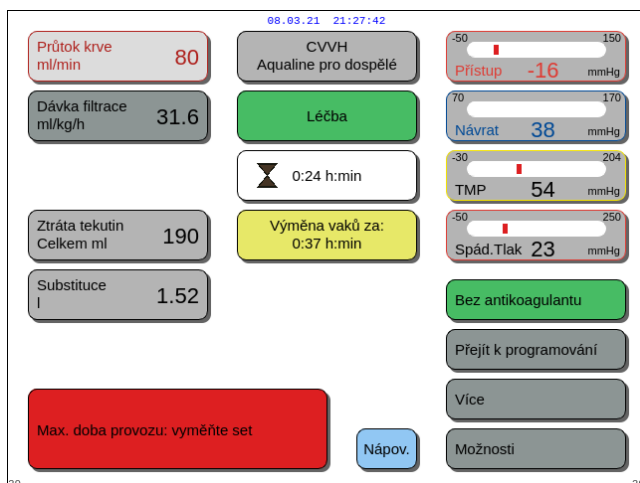 08.03.21 21:27:42
Průtok krve
ml/min
80
CVVH
Aqualine pro dospělé
-50
150
Přístup
-16
mmHg
Dávka filtrace
ml/kg/h
31.6
Léčba
70
170
Návrat
38
mmHg
0:24 h:min
-30
204
TMP
54
mmHg
Ztráta tekutin
Celkem ml
190
Výměna vaků za:
0:37 h:min
-50
250
Spád.Tlak
23
mmHg
Substituce
l
1.52
Bez antikoagulantu
Přejít k programování
Více
Max. doba provozu: vyměňte set
Nápov.
Možnosti